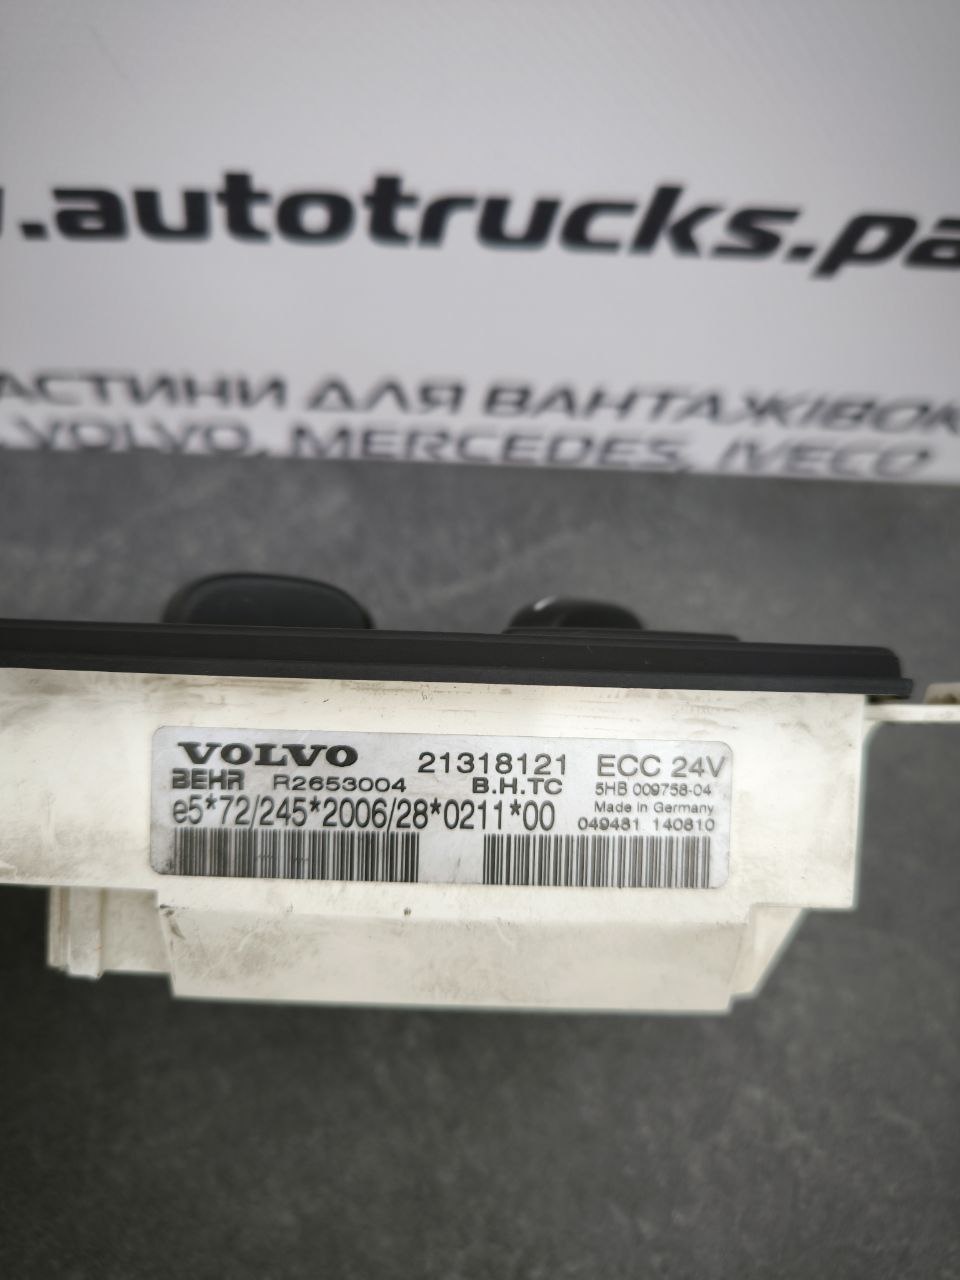 .autotrucks.pa
АСТИНИ ДЛЯ ВАНТАЖІВОК
, VOLVO, MERCEDES, IVECO
VOLVO 21318121 ECC 24V
BEHR R2653004 B.H.TC 5HB 009758-04
Made in Germany
e5*72/245*2006/28*0211*00 049481 140810